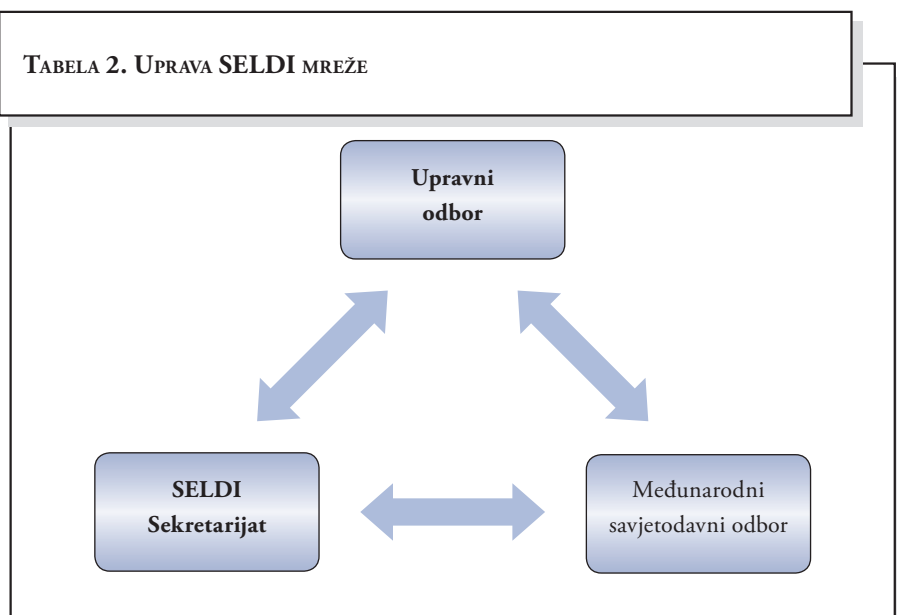 TABELA 2. UPRAVA SELDI MREŽE
Upravni
odbor
SELDI
Sekretarijat
Međunarodni
savjetodavni odbor